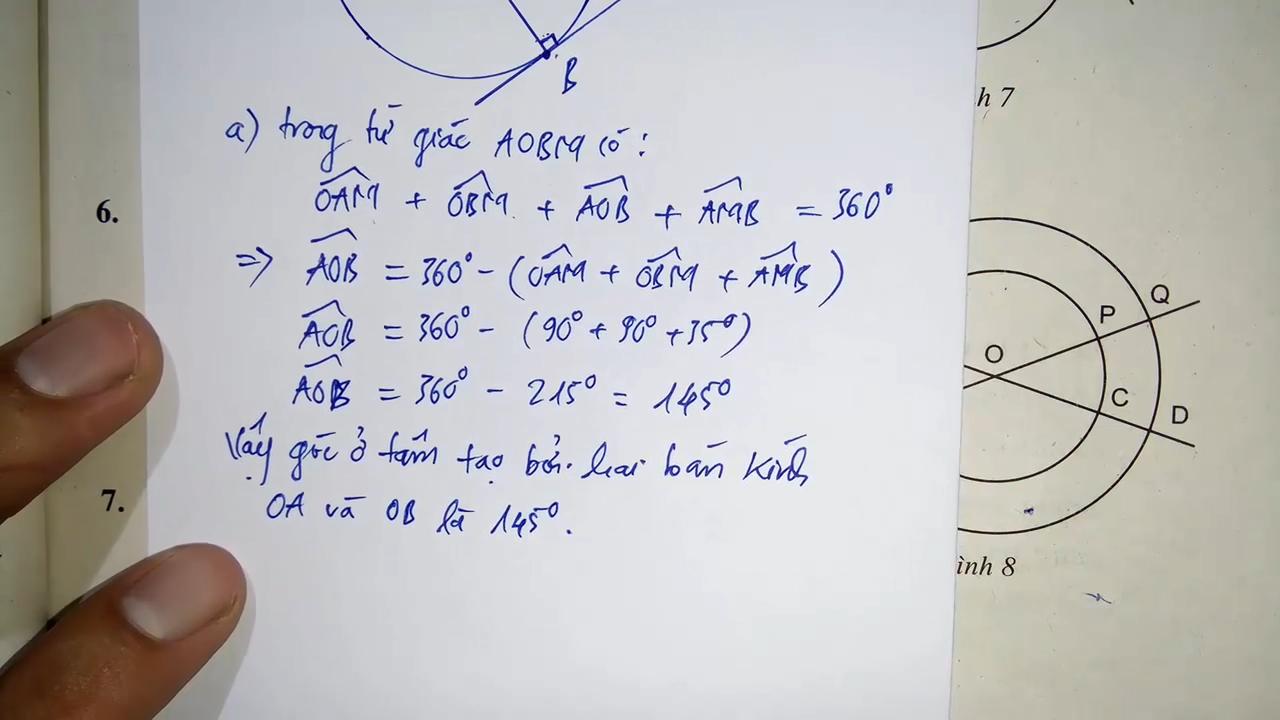 B
a) trong tứ giác AOBM có:
OAM + OBM + AOB + AMB = 360°
=> AOB = 360° - (OAM + OBM + AMB)
AOB = 360° - (90° + 90° + 35°)
AOB = 360° - 215° = 145°
Vậy góc ở tâm tạo bởi hai bán kính
OA và OB là 145°.
6.
7.
h 7
Q
P
O
C
D
ình 8